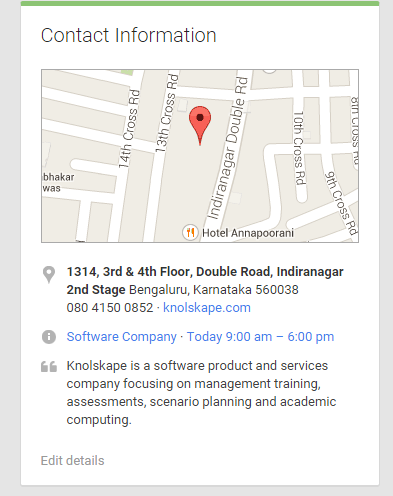 Contact Information
14th Cross Rd
13th Cross Rd
Indiranagar Double Rd
10th Cross Rd
8th Cross Rd
9th Cross Rd
bhakar
was
Hotel Annapoorani
1314, 3rd & 4th Floor, Double Road, Indiranagar
2nd Stage Bengaluru, Karnataka 560038
080 4150 0852 · knolskape.com
Software Company · Today 9:00 am – 6:00 pm
Knolskape is a software product and services
company focusing on management training,
assessments, scenario planning and academic
computing.
Edit details